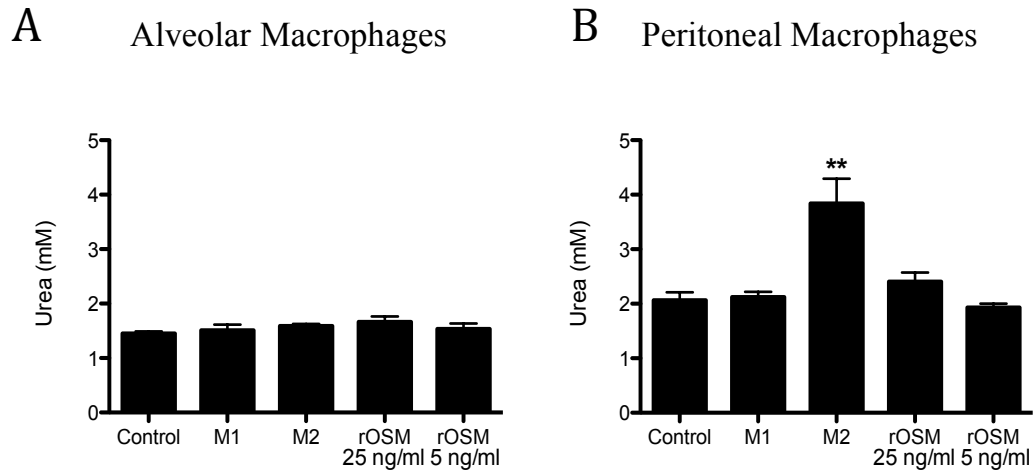 A Alveolar Macrophages
5
4
3
2
1
0
Urea (mM)
Control M1 M2 rOSM rOSM
25 ng/ml 5 ng/ml
B Peritoneal Macrophages
5
4
3
2
1
0
Urea (mM)
**
Control M1 M2 rOSM rOSM
25 ng/ml 5 ng/ml